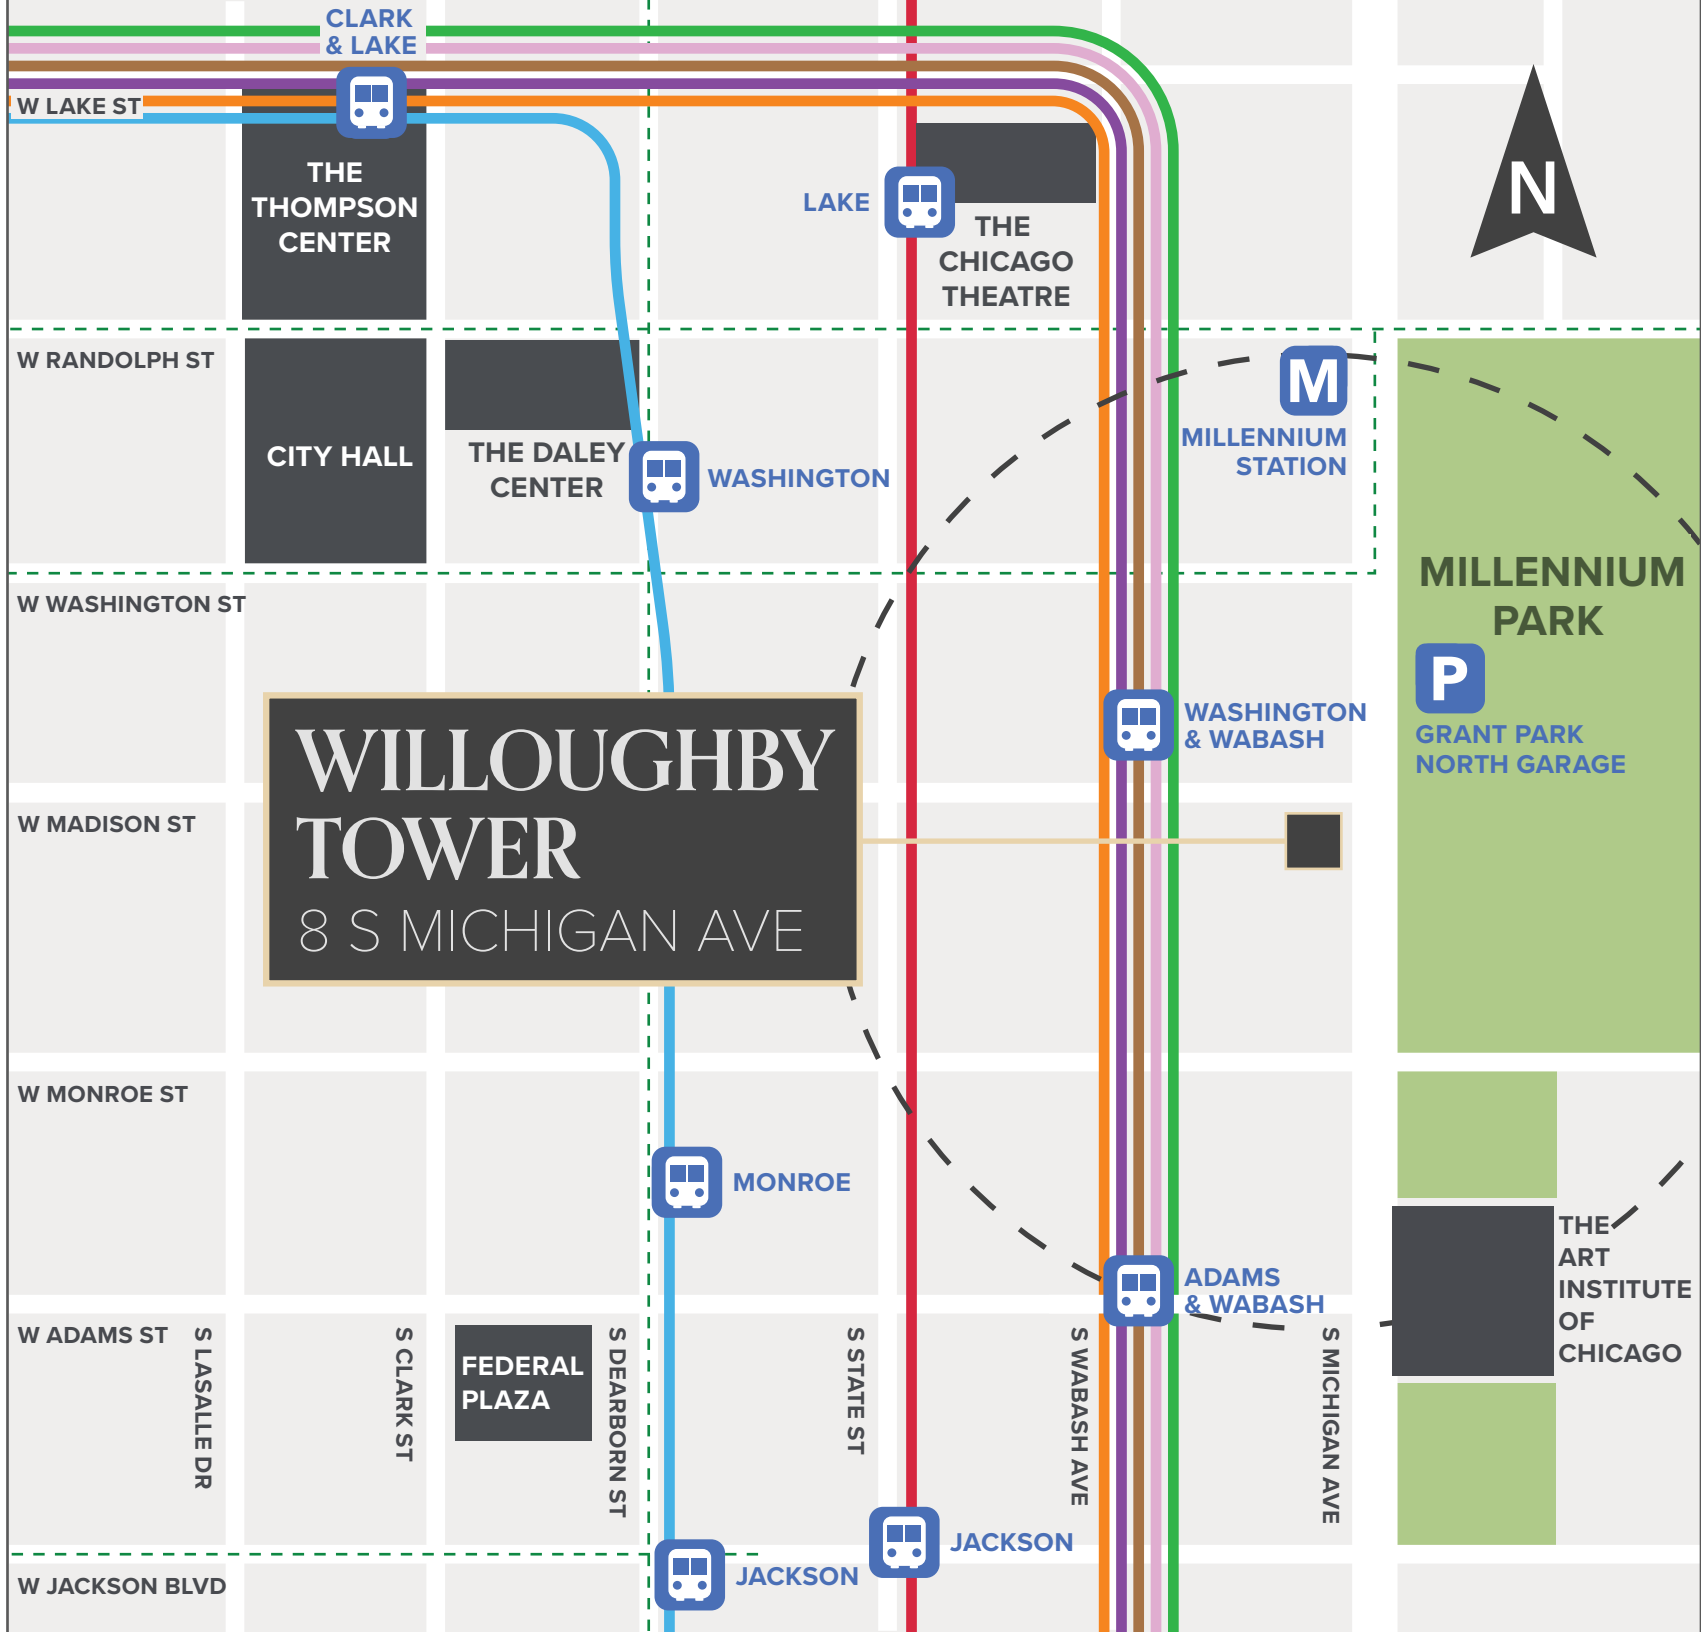 CLARK
& LAKE
W LAKE ST
THE
THOMPSON
CENTER
LAKE
THE
CHICAGO
THEATRE
N
W RANDOLPH ST
CITY HALL
THE DALEY
CENTER
WASHINGTON
M
MILLENNIUM
STATION
MILLENNIUM
PARK
P
GRANT PARK
NORTH GARAGE
W WASHINGTON ST
WILLOUGHBY
TOWER
8 S MICHIGAN AVE
WASHINGTON
& WABASH
W MADISON ST
W MONROE ST
MONROE
ADAMS
& WABASH
THE
ART
INSTITUTE
OF
CHICAGO
W ADAMS ST
S LASALLE DR
S CLARK ST
FEDERAL
PLAZA
S DEARBORN ST
S STATE ST
S WABASH AVE
S MICHIGAN AVE
JACKSON
JACKSON
W JACKSON BLVD